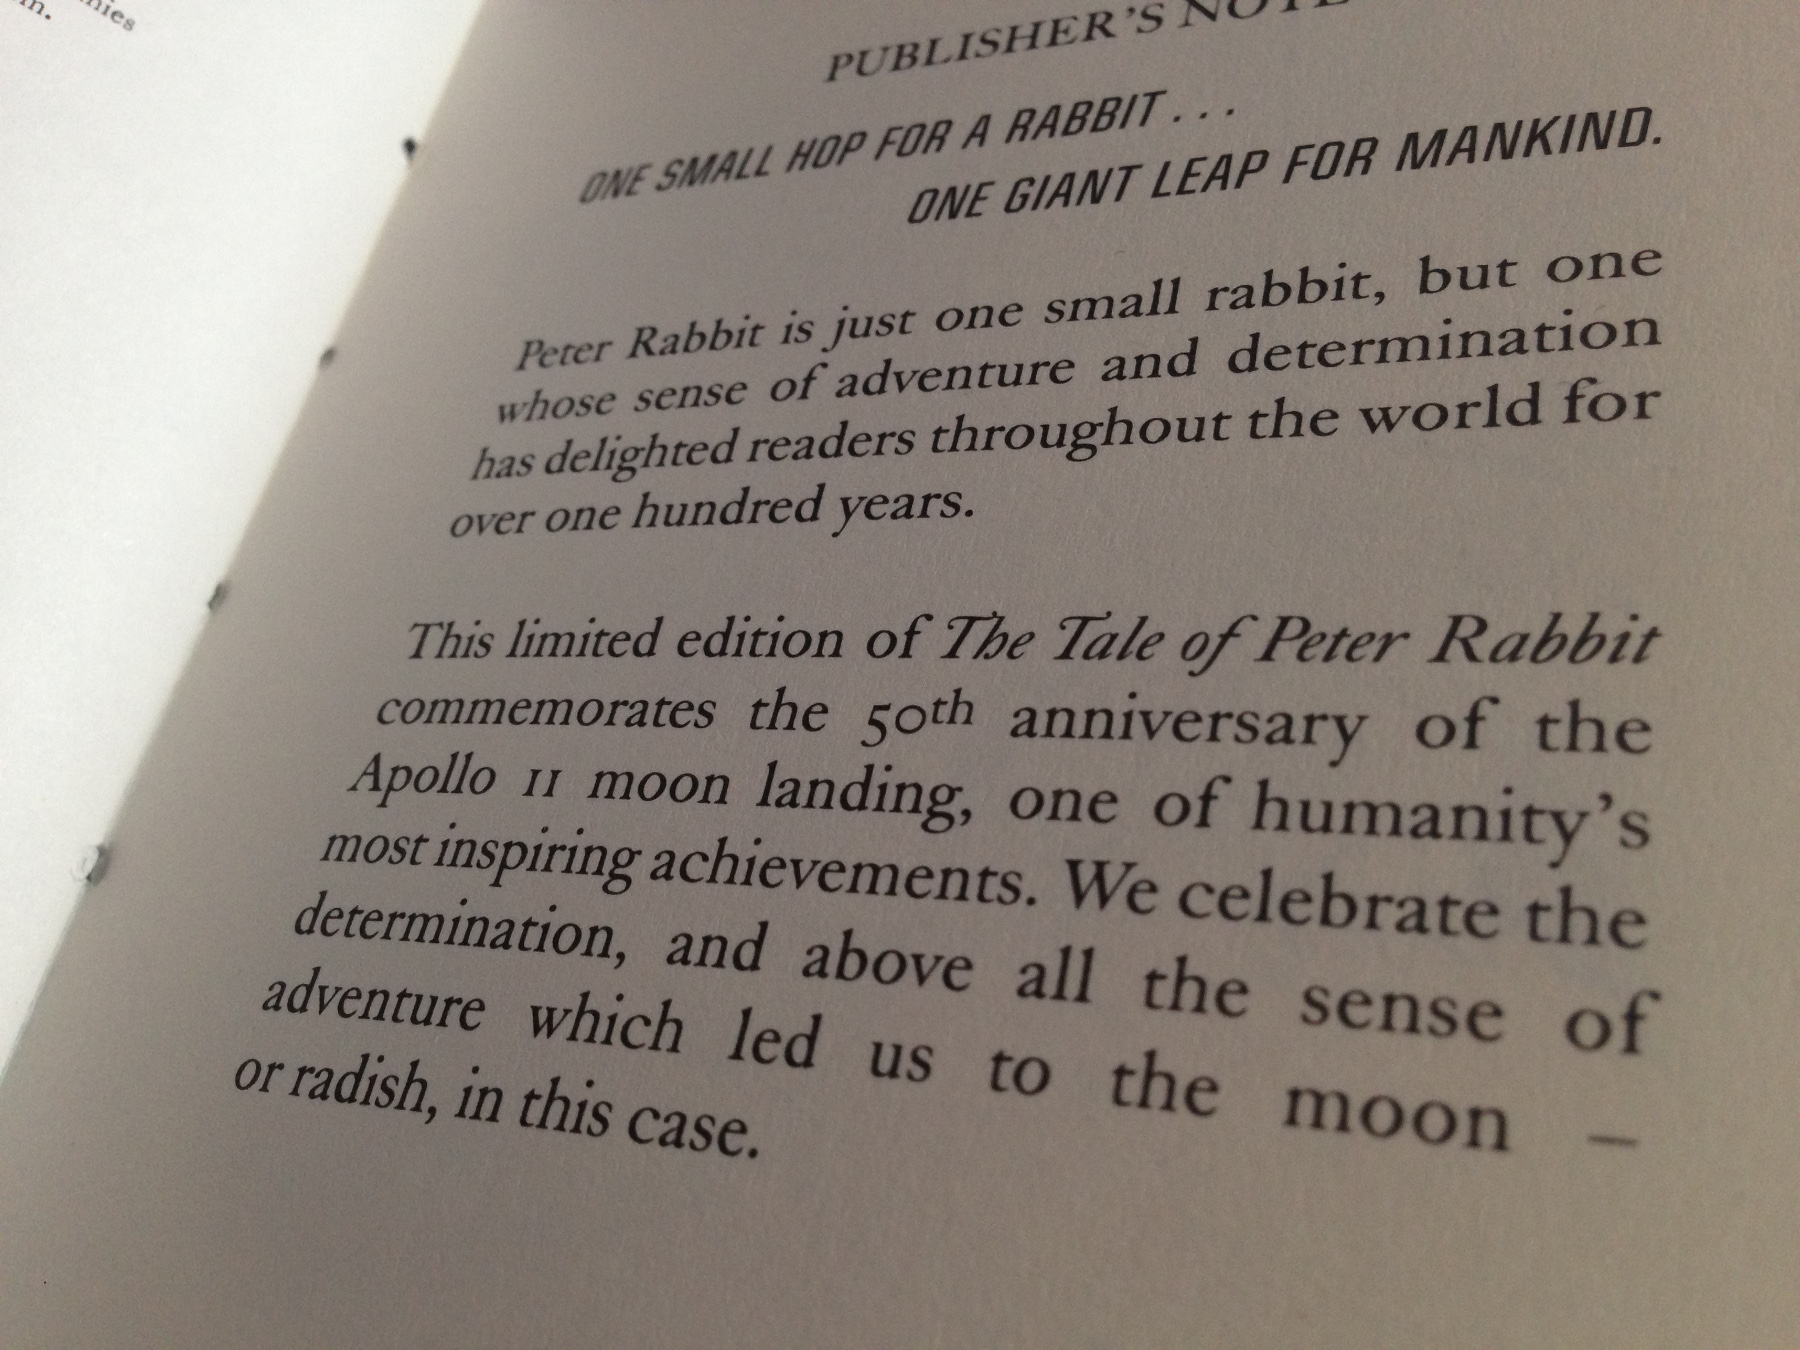 m.
PUBLISHER'S NOTE
ONE SMALL HOP FOR A RABBIT...
ONE GIANT LEAP FOR MANKIND.
Peter Rabbit is just one small rabbit, but one
whose sense of adventure and determination
has delighted readers throughout the world for
over one hundred years.
This limited edition of The Tale of Peter Rabbit
commemorates the 50th anniversary of the
Apollo 11 moon landing, one of humanity's
most inspiring achievements. We celebrate the
determination, and above all the sense of
adventure which led us to the moon –
or radish, in this case.